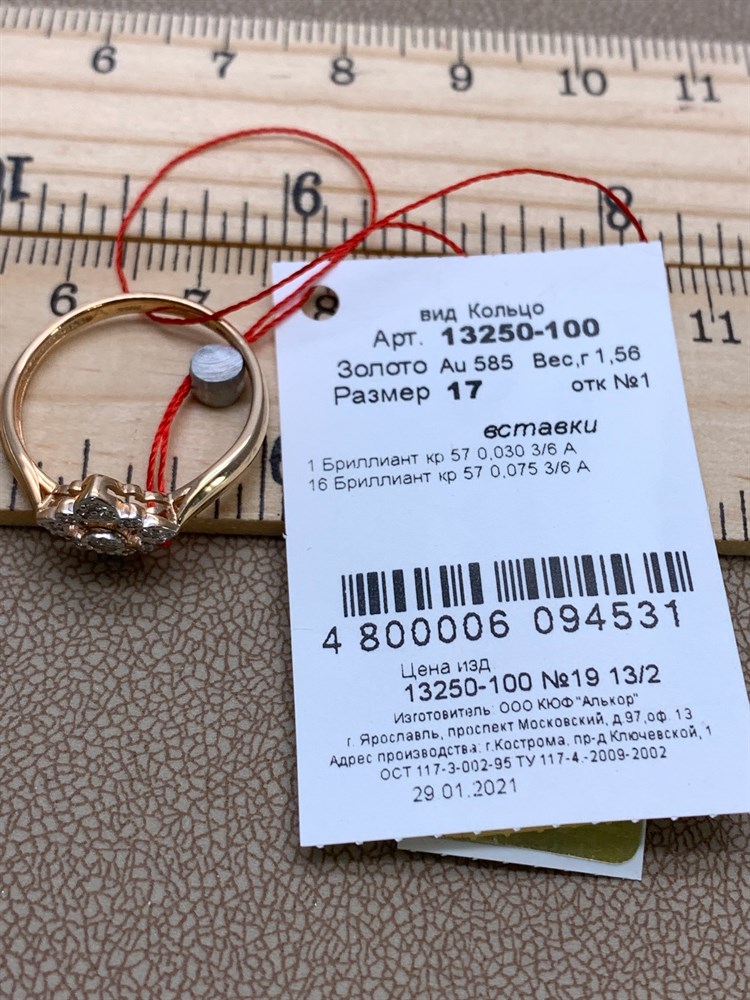 6 7 8 9 10 11
10 9 8
6 7 8 11
вид Кольцо
Арт. 13250-100
Золото Au 585 Вес,г 1,56
Размер 17 отк №1
вставки
1 Бриллиант кр 57 0,030 3/6 А
16 Бриллиант кр 57 0,075 3/6 А
4 800006 094531
Цена изд
13250-100 №19 13/2
Изготовитель: ООО КЮФ "Алькор"
г. Ярославль, проспект Московский, д.97,оф. 13
Адрес производства: г.Кострома, пр-д Ключевской, 1
ОСТ 117-3-002-95 ТУ 117-4.-2009-2002
29 01.2021